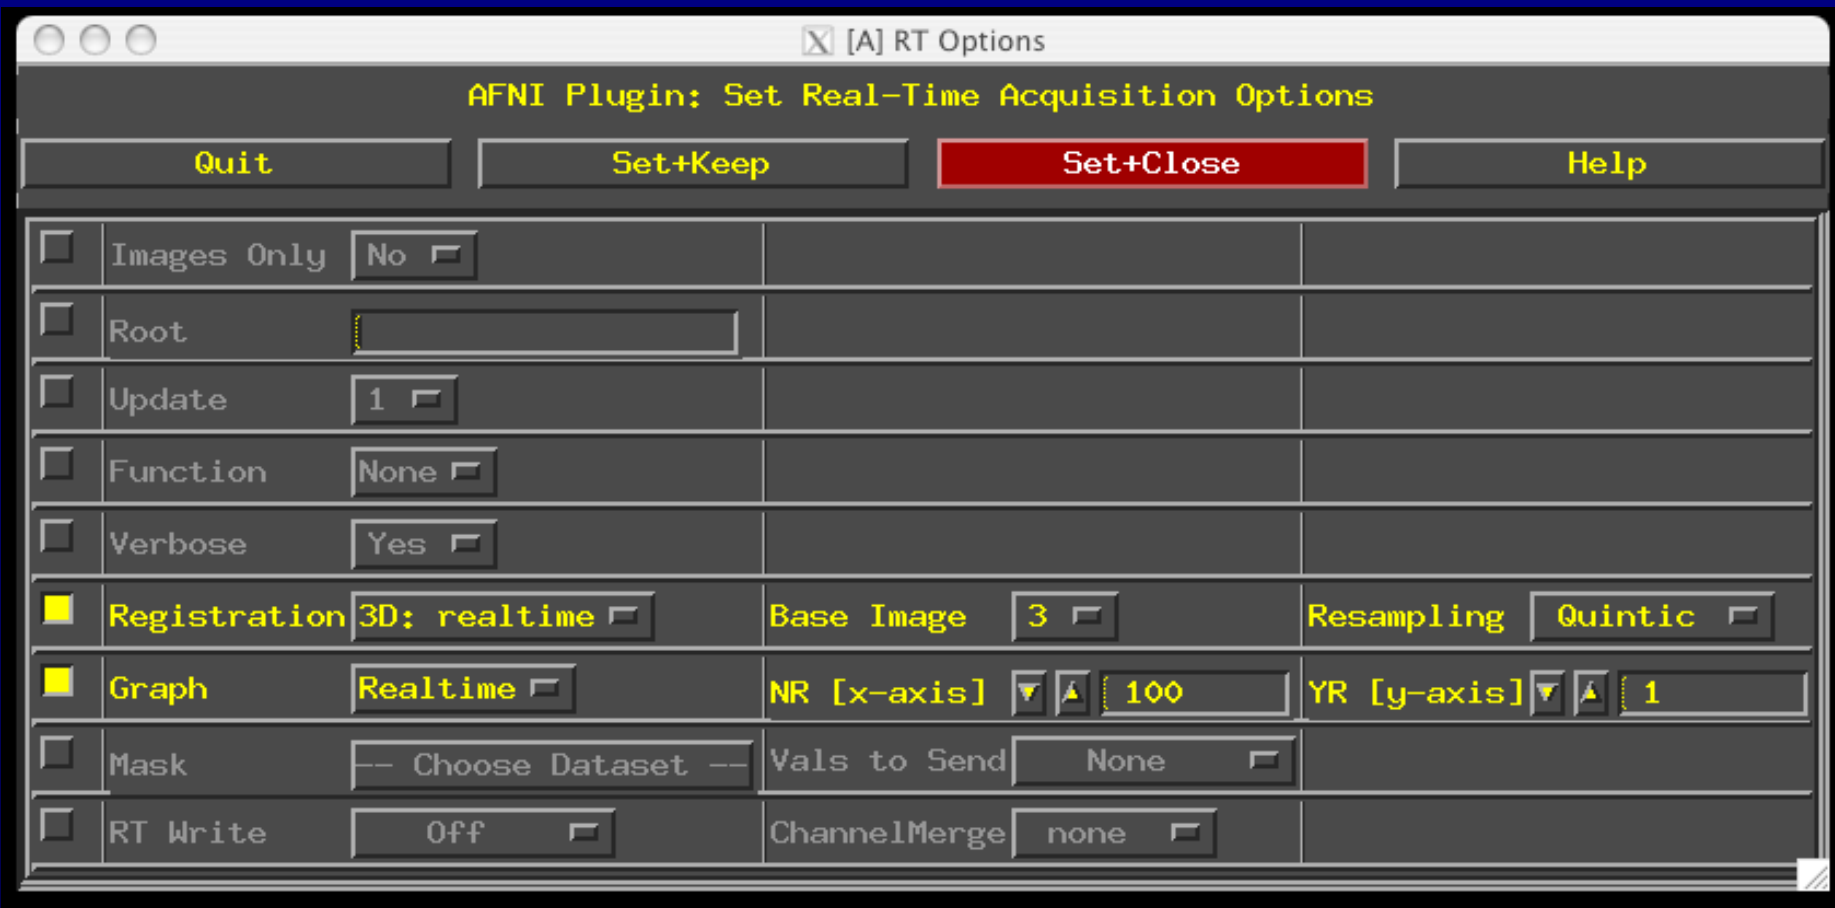 X [A] RT Options
AFNI Plugin: Set Real-Time Acquisition Options
Quit Set+Keep Set+Close Help
Images Only No
Root
Update 1
Function None
Verbose Yes
Registration 3D: realtime Base Image 3 Resampling Quintic
Graph Realtime NR [x-axis] 100 YR [y-axis] 1
Mask -- Choose Dataset -- Vals to Send None
RT Write Off ChannelMerge none